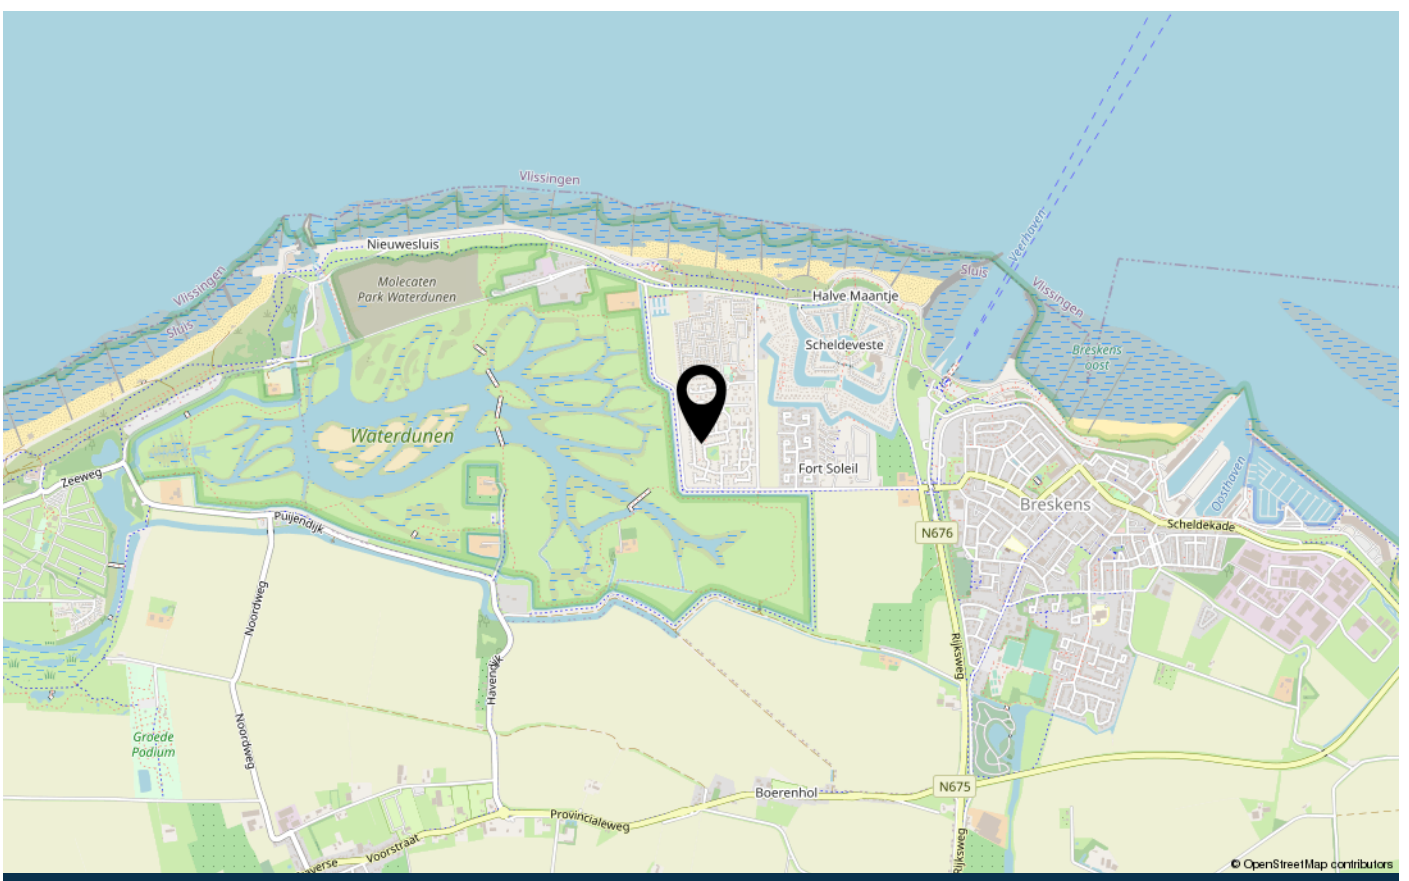 Vlissingen
Veerhaven
Nieuwesluis
Vlissingen
Sluis
Molecaten
Park Waterdunen
Vlissingen
Halve Maantje
Sluis
Scheldeveste
Breskens
oost
Waterdunen
Zeeweg
Fort Soleil
Oosthaven
Breskens
Puijendijk
N676
Scheldekade
Noordweg
Rijksweg
Havendijk
Noordweg
Groede
Podium
N675
Boerenhol
Provincialeweg
Voorstraat
Rijksweg
averse
© OpenStreetMap contributors